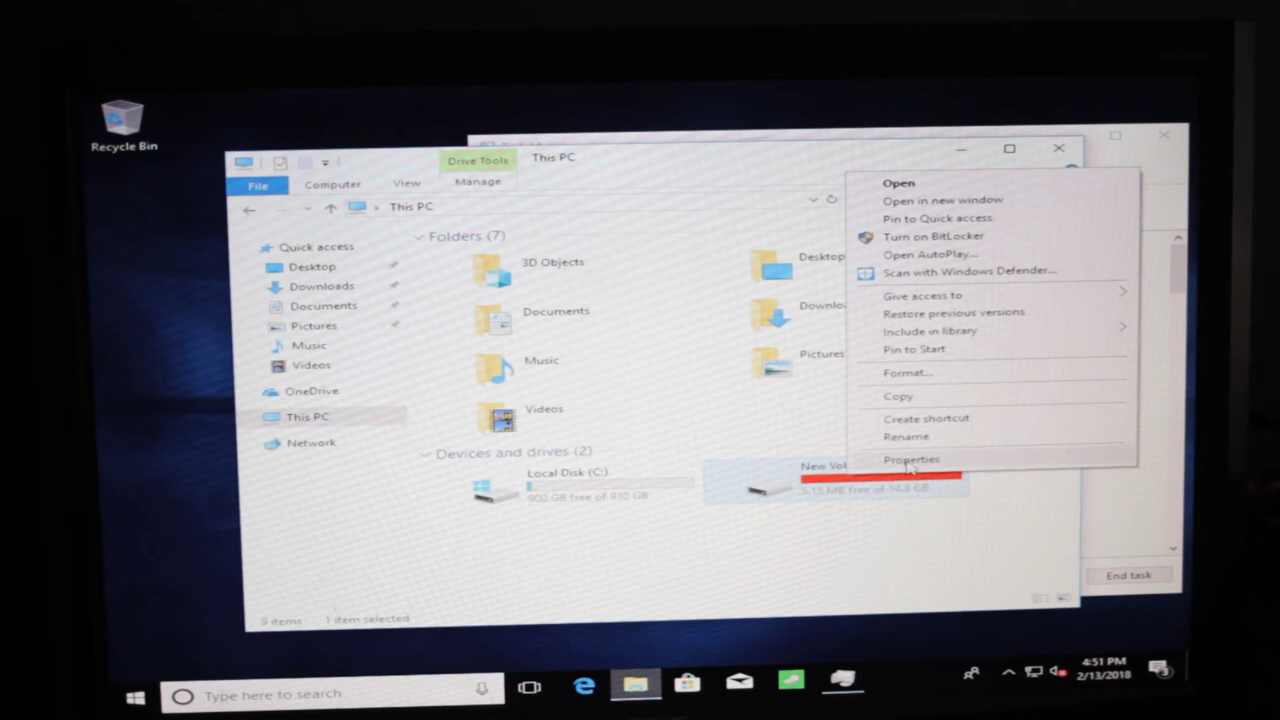 Recycle Bin
Drive Tools
This PC
File
Computer
View
Manage
This PC
Quick access
Desktop
Downloads
Documents
Pictures
Music
Videos
OneDrive
This PC
Network
Folders (7)
3D Objects
Desktop
Documents
Downlo
Music
Pictures
Videos
Devices and drives (2)
Local Disk (C:)
900 GB free of 930 GB
New Vol
5.15 MB free of 14.8 GB
9 items
1 item selected
Open
Open in new window
Pin to Quick access
Turn on BitLocker
Open AutoPlay...
Scan with Windows Defender...
Give access to
Restore previous versions
Include in library
Pin to Start
Format...
Copy
Create shortcut
Rename
Properties
End task
Type here to search
4:51 PM
2/13/2018